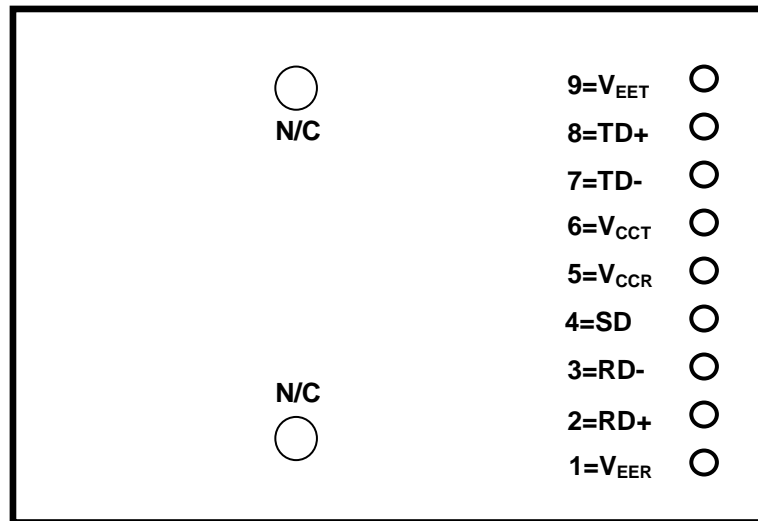 N/C
N/C
9=VEET
8=TD+
7=TD-
6=VCCT
5=VCCR
4=SD
3=RD-
2=RD+
1=VEER